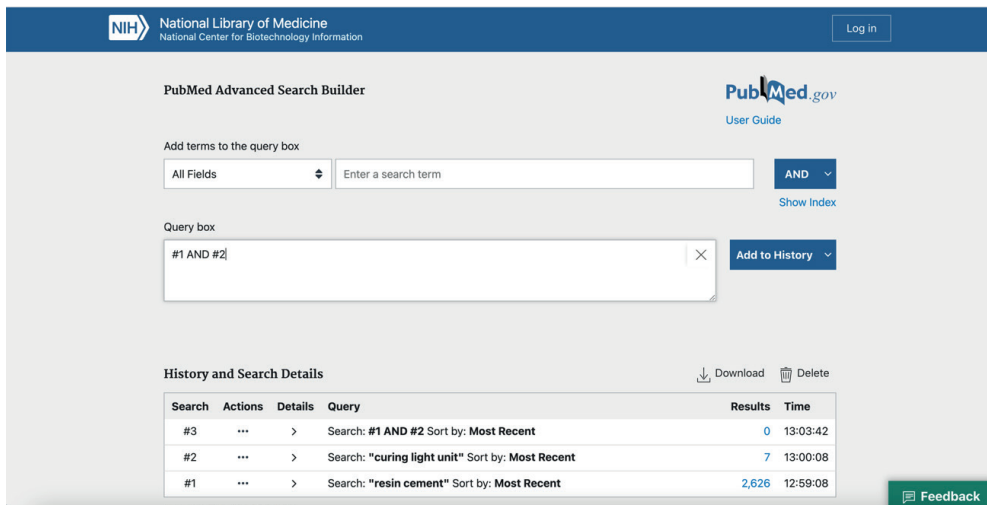 NIH National Library of Medicine Log in
National Center for Biotechnology Information
PubMed Advanced Search Builder PubMed.gov
User Guide
Add terms to the query box
All Fields Enter a search term AND
Show Index
Query box
#1 AND #2 Add to History
History and Search Details Download Delete
Search Actions Details Query Results Time
#3 ... > Search: #1 AND #2 Sort by: Most Recent 0 13:03:42
#2 ... > Search: "curing light unit" Sort by: Most Recent 7 13:00:08
#1 ... > Search: "resin cement" Sort by: Most Recent 2,626 12:59:08
Feedback